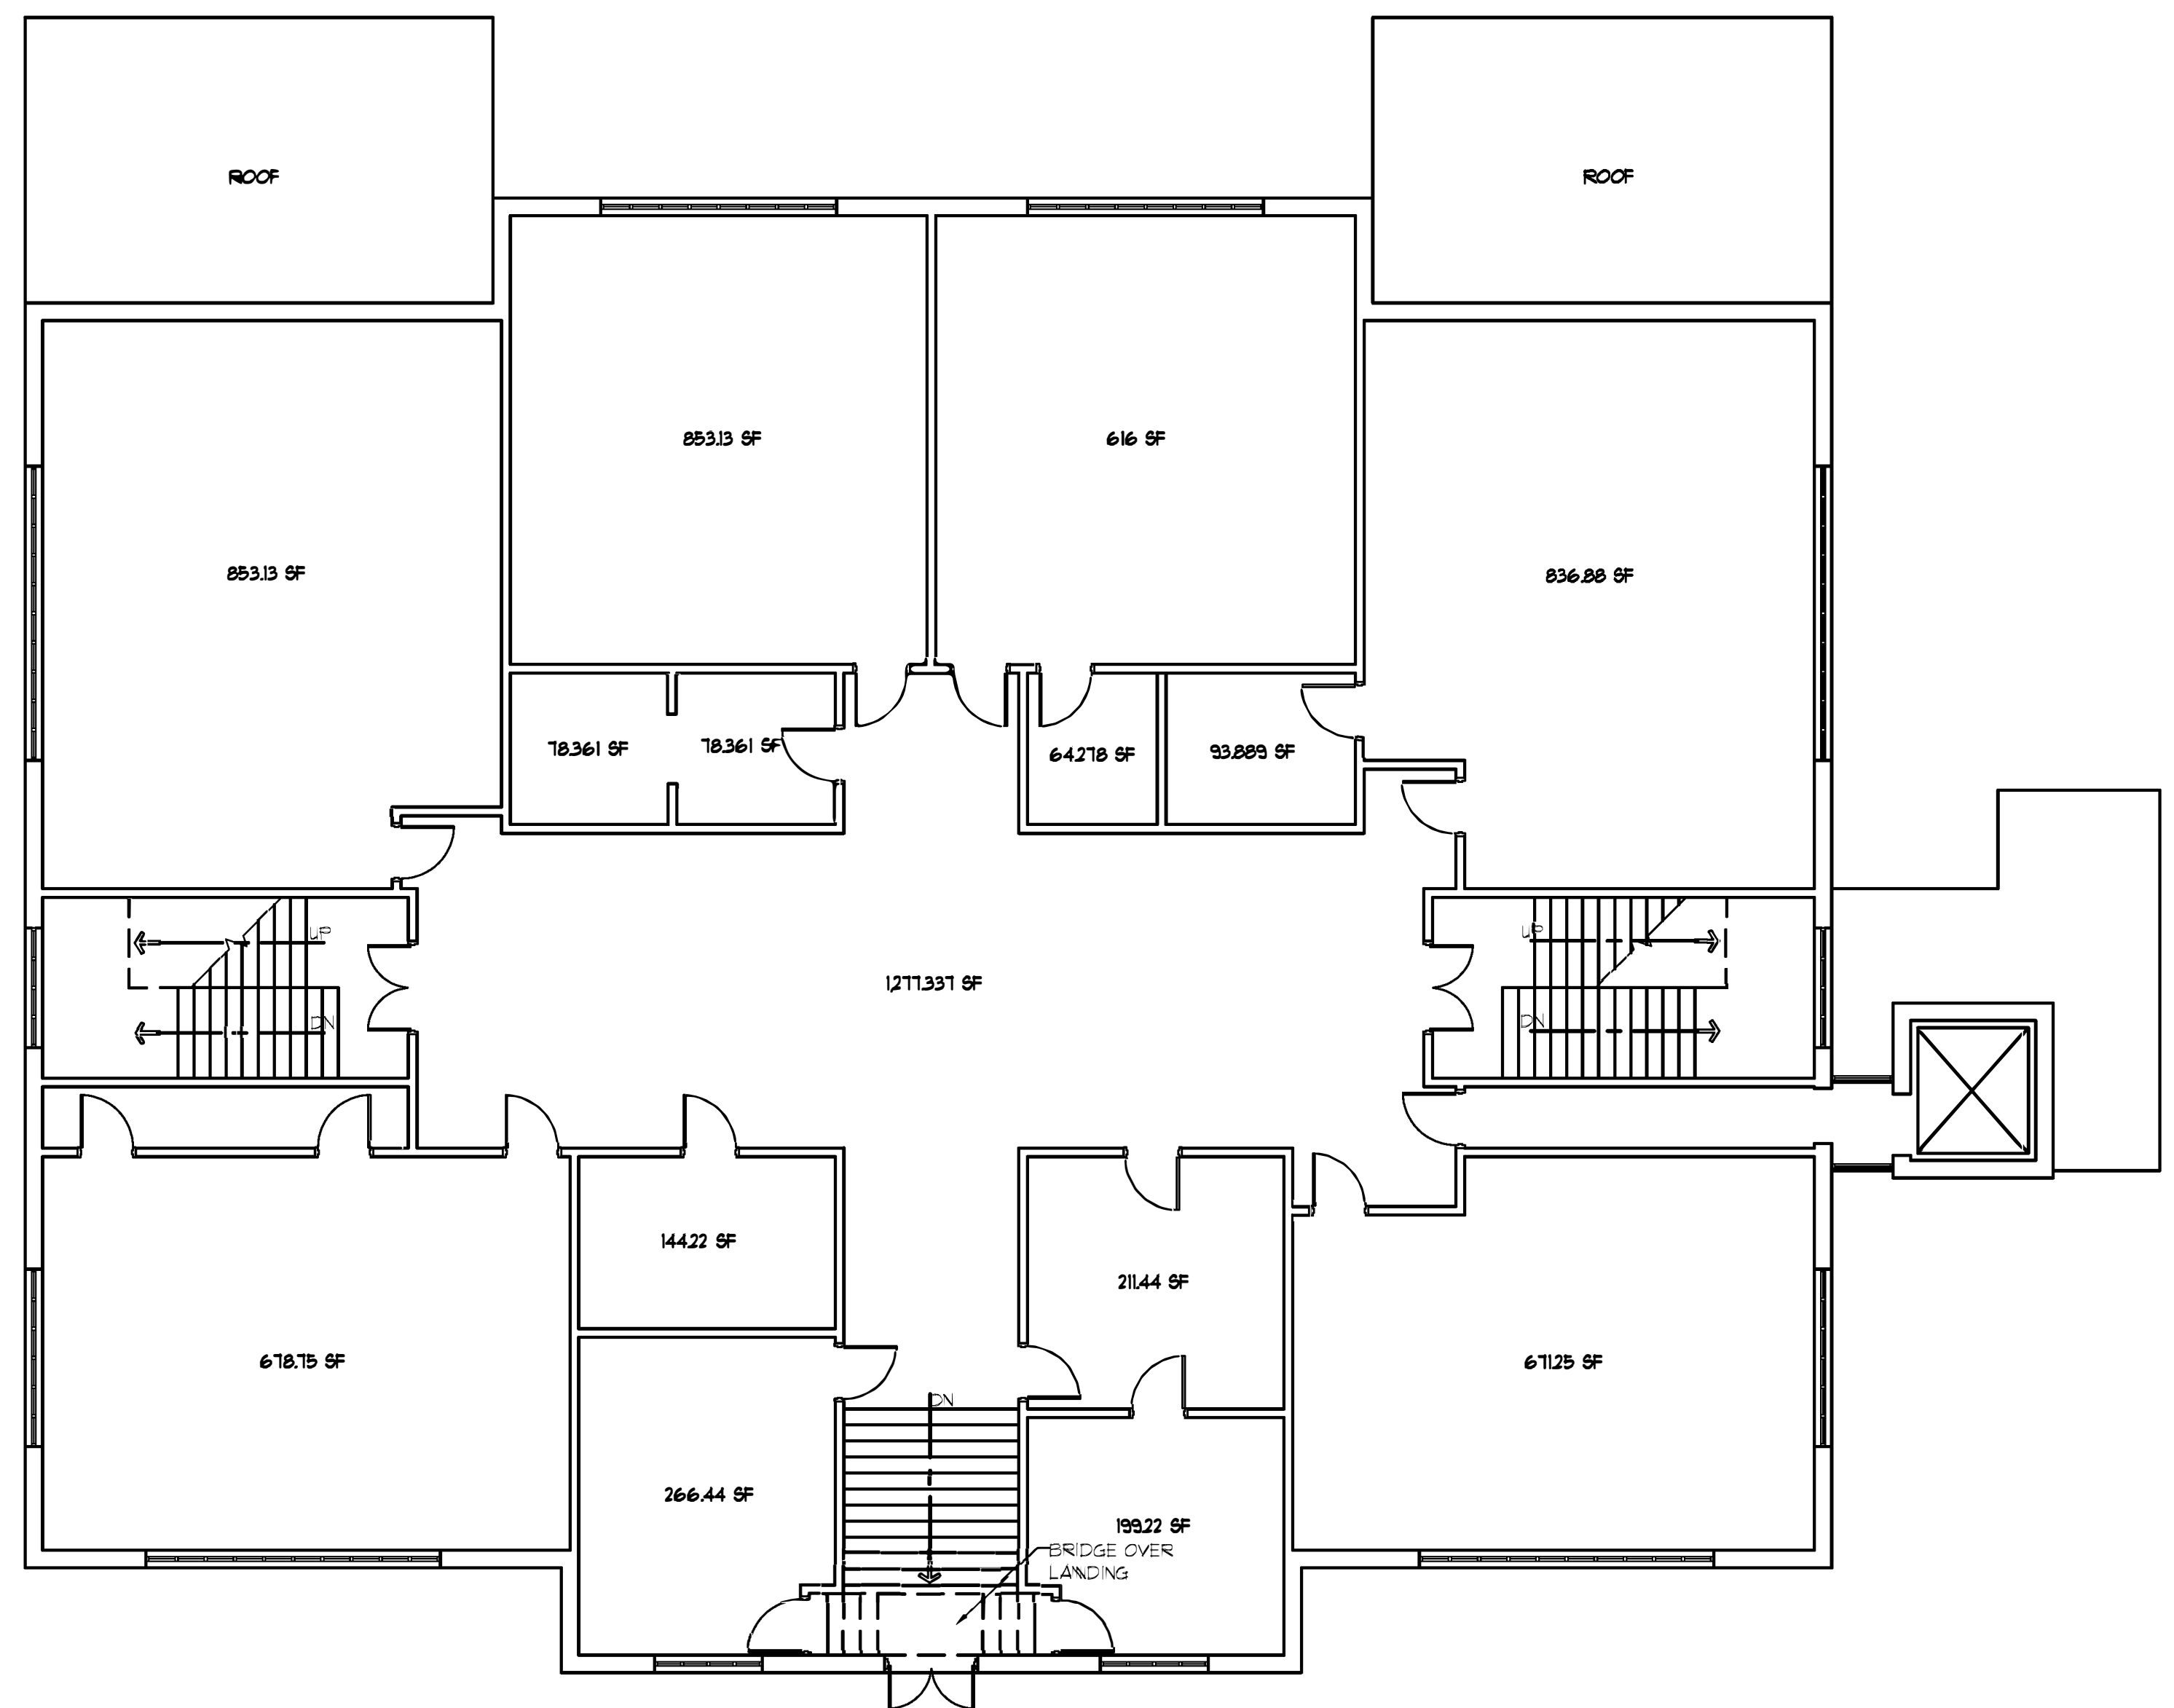 ROOF
ROOF
853.13 SF
616 SF
853.13 SF
836.88 SF
78.361 SF
78.361 SF
64.278 SF
93.889 SF
UP
UP
1,277.337 SF
DN
DN
144.22 SF
211.44 SF
678.75 SF
671.25 SF
DN
266.44 SF
199.22 SF
BRIDGE OVER
LANDING